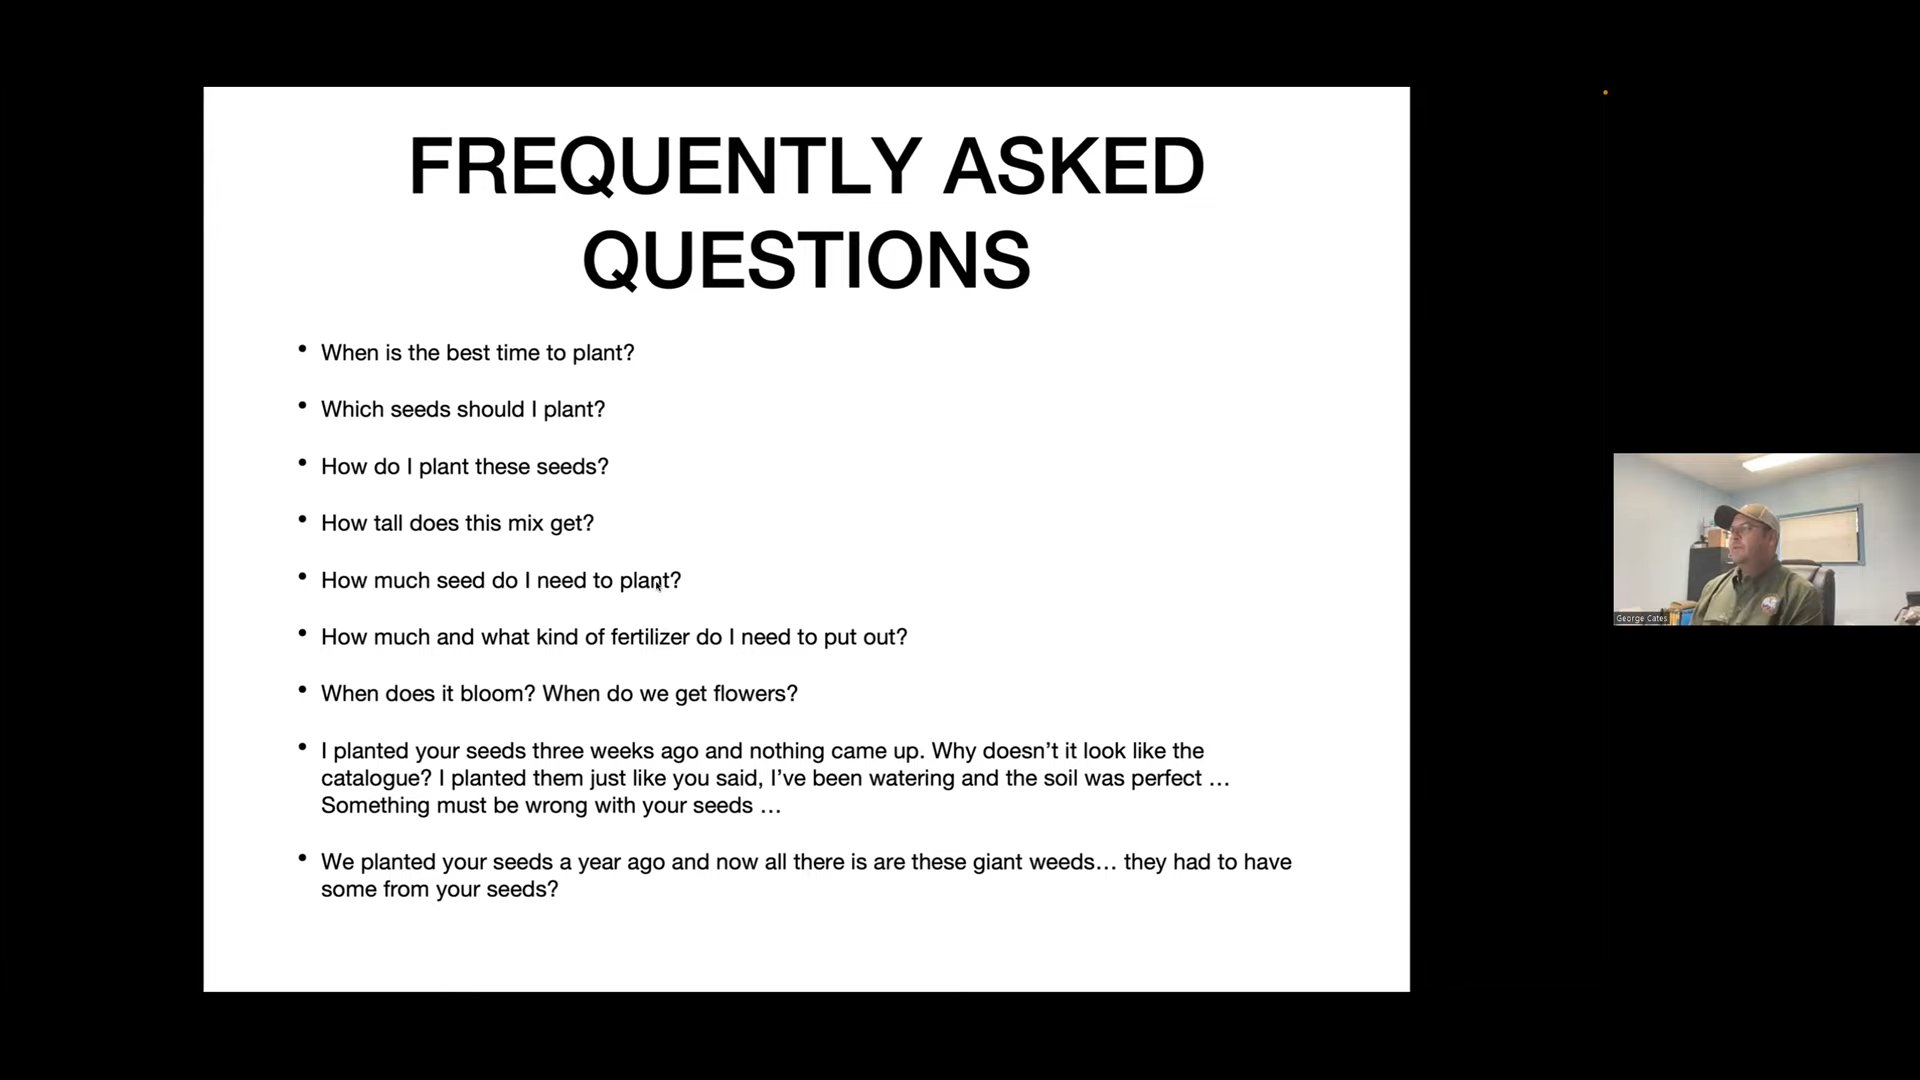 FREQUENTLY ASKED
QUESTIONS
• When is the best time to plant?
• Which seeds should I plant?
• How do I plant these seeds?
• How tall does this mix get?
• How much seed do I need to plant?
• How much and what kind of fertilizer do I need to put out?
• When does it bloom? When do we get flowers?
• I planted your seeds three weeks ago and nothing came up. Why doesn’t it look like the
catalogue? I planted them just like you said, I’ve been watering and the soil was perfect …
Something must be wrong with your seeds …
• We planted your seeds a year ago and now all there is are these giant weeds… they had to have
some from your seeds?
George Cates